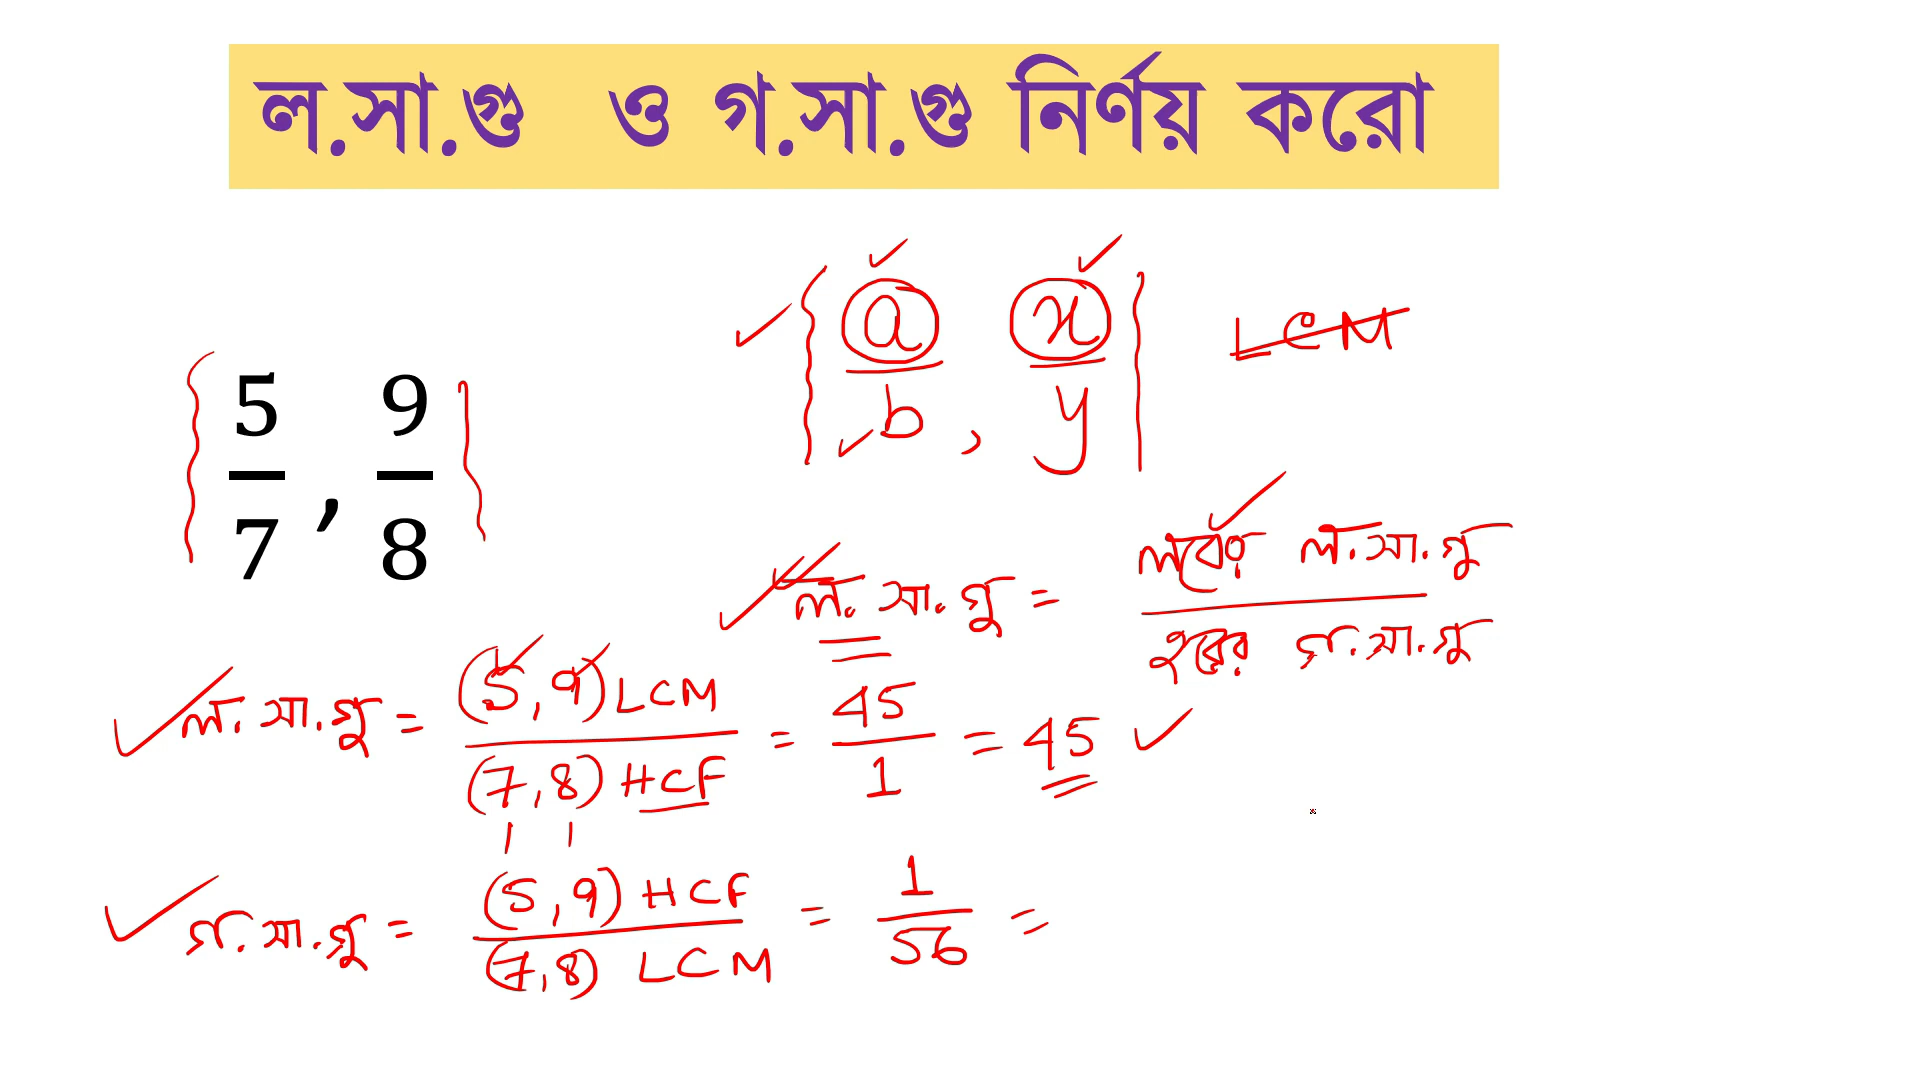 ল.সা.গু ও গ.সা.গু নির্ণয় করো
a/b, x/y LCM
5/7, 9/8
ল.সা.গু = লবের ল.সা.গু / হরের গ.সা.গু
ল.সা.গু = (5, 9) LCM / (7, 8) HCF = 45/1 = 45
গ.সা.গু = (5, 9) HCF / (7, 8) LCM = 1/56 =